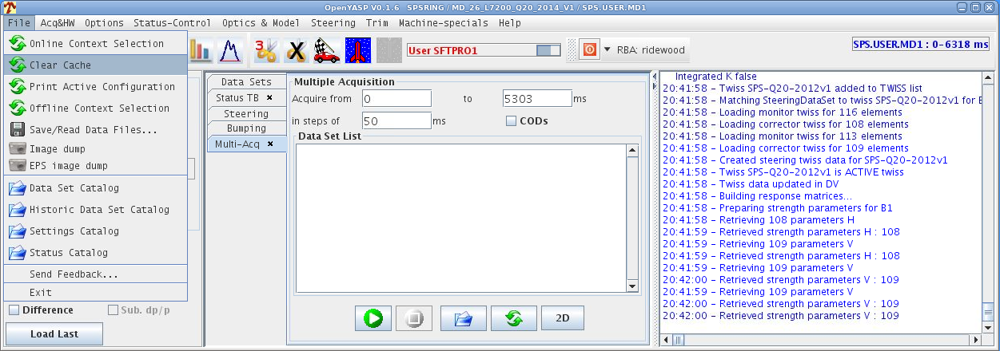 OpenYASP V0.1.6   SPSRING / MD_26_L7200_Q20_2014_V1 / SPS.USER.MD1
File Acq&HW Options Status-Control Optics & Model Steering Trim Machine-specials Help
Online Context Selection
Clear Cache
Print Active Configuration
Offline Context Selection
Save/Read Data Files...
Image dump
EPS image dump
Data Set Catalog
Historic Data Set Catalog
Settings Catalog
Status Catalog
Send Feedback...
Exit
Difference
Sub. dp/p
Load Last
3
X
User SFTPRO1
RBA: ridewood
SPS.USER.MD1 : 0-6318 ms
Data Sets
Status TB ×
Steering
Bumping
Multi-Acq ×
Multiple Acquisition
Acquire from 0 to 5303 ms
in steps of 50 ms CODs
Data Set List
2D
Integrated K false
20:41:58 - Twiss SPS-Q20-2012v1 added to TWISS list
20:41:58 - Matching SteeringDataSet to twiss SPS-Q20-2012v1 for B
20:41:58 - Loading monitor twiss for 116 elements
20:41:58 - Loading corrector twiss for 108 elements
20:41:58 - Loading monitor twiss for 113 elements
20:41:58 - Loading corrector twiss for 109 elements
20:41:58 - Created steering twiss data for SPS-Q20-2012v1
20:41:58 - Twiss SPS-Q20-2012v1 is ACTIVE twiss
20:41:58 - Twiss data updated in DV
20:41:58 - Building response matrices...
20:41:58 - Preparing strength parameters for B1
20:41:58 - Retrieving 108 parameters H
20:41:59 - Retrieved strength parameters H : 108
20:41:59 - Retrieving 109 parameters V
20:41:59 - Retrieved strength parameters H : 108
20:41:59 - Retrieving 109 parameters V
20:42:00 - Retrieved strength parameters V : 109
20:41:59 - Retrieving 109 parameters V
20:42:00 - Retrieved strength parameters V : 109
20:42:00 - Retrieved strength parameters V : 109